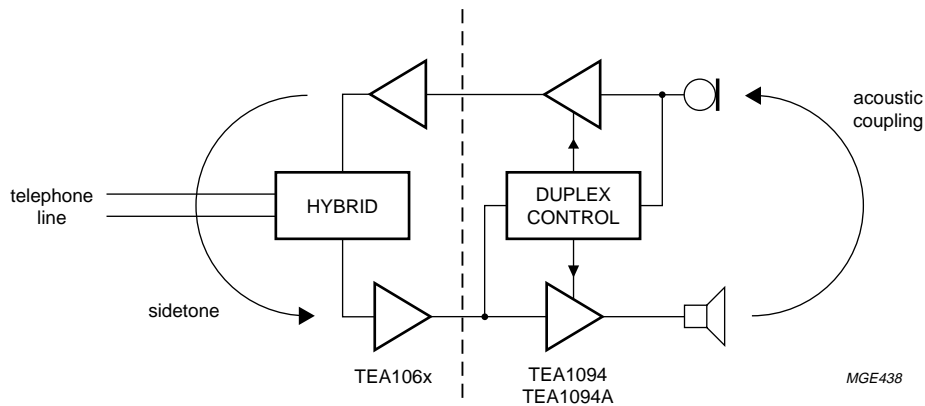 acoustic
coupling
telephone
line
HYBRID
DUPLEX
CONTROL
sidetone
TEA106x
TEA1094
TEA1094A
MGE438